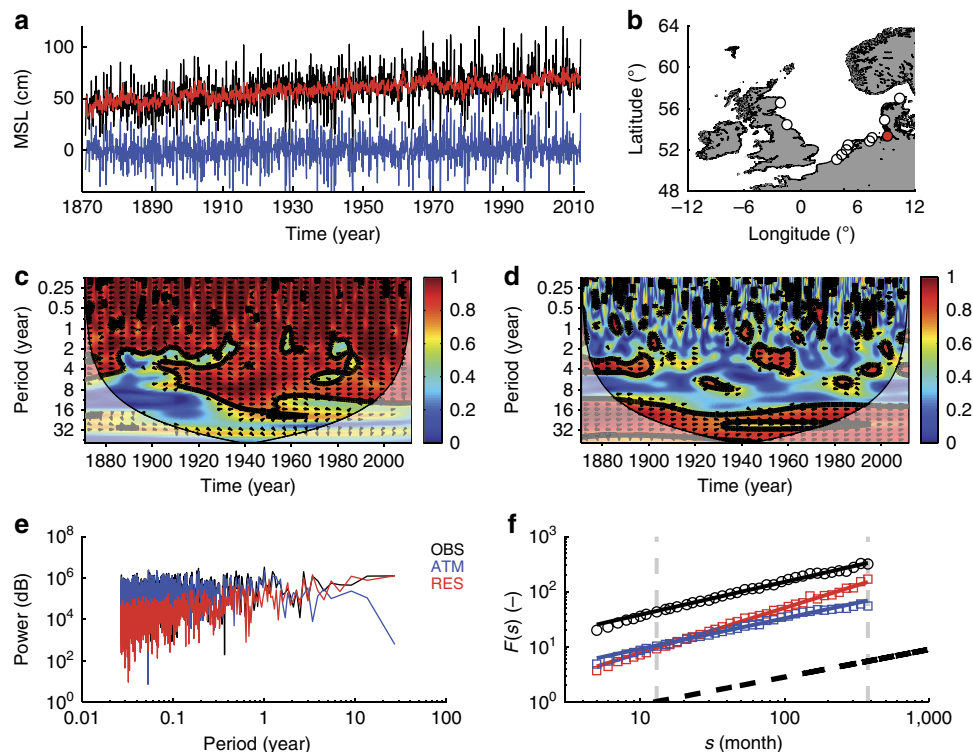 a
MSL (cm)
100
50
0
1870 1890 1910 1930 1950 1970 1990 2010
Time (year)
b
Latitude (°)
64
60
56
52
48
−12 −6 0 6 12
Longitude (°)
c
Period (year)
0.25
0.5
1
2
4
8
16
32
1880 1900 1920 1940 1960 1980 2000
Time (year)
1
0.8
0.6
0.4
0.2
0
d
Period (year)
0.25
0.5
1
2
4
8
16
32
1880 1900 1920 1940 1960 1980 2000
Time (year)
1
0.8
0.6
0.4
0.2
0
e
Power (dB)
10^8
10^6
10^4
10^2
10^0
0.01 0.1 1 10 100
Period (year)
OBS
ATM
RES
f
F(s) (−)
10^3
10^2
10^1
10^0
10 100 1,000
s (month)